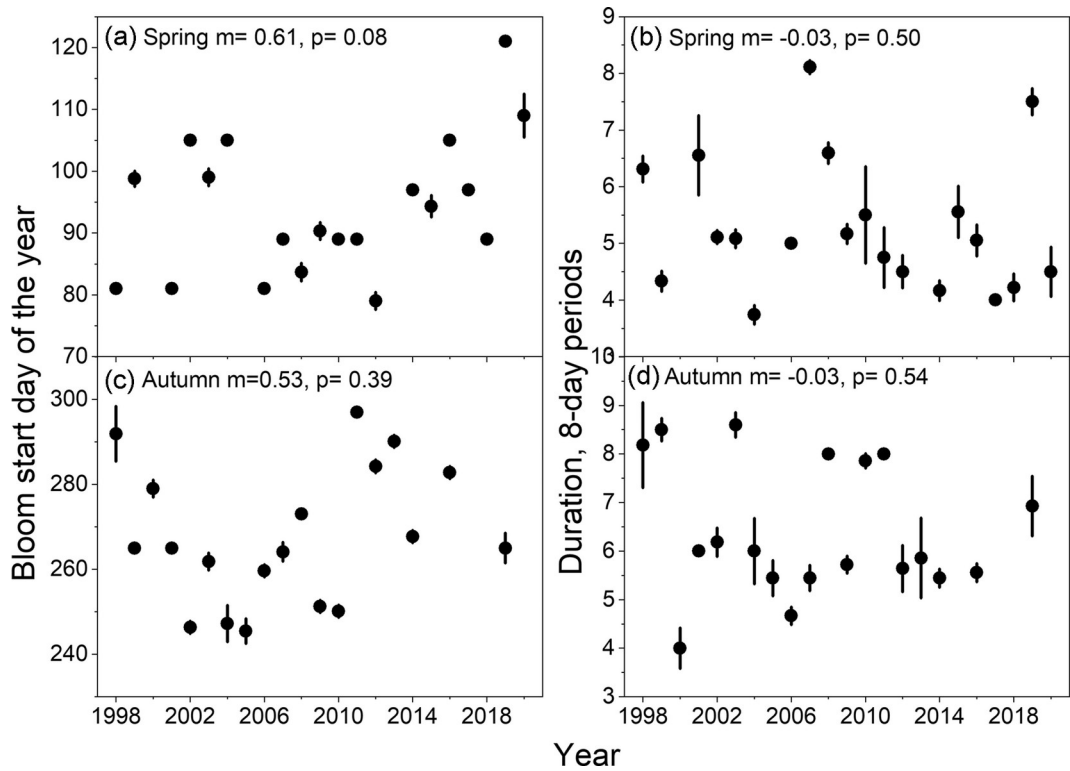 (a) Spring m= 0.61, p= 0.08
120
110
100
90
80
70
Bloom start day of the year
(b) Spring m= -0.03, p= 0.50
9
8
7
6
5
4
3
Duration, 8-day periods
(c) Autumn m=0.53, p= 0.39
300
280
260
240
1998 2002 2006 2010 2014 2018
(d) Autumn m= -0.03, p= 0.54
10
9
8
7
6
5
4
3
1998 2002 2006 2010 2014 2018
Year